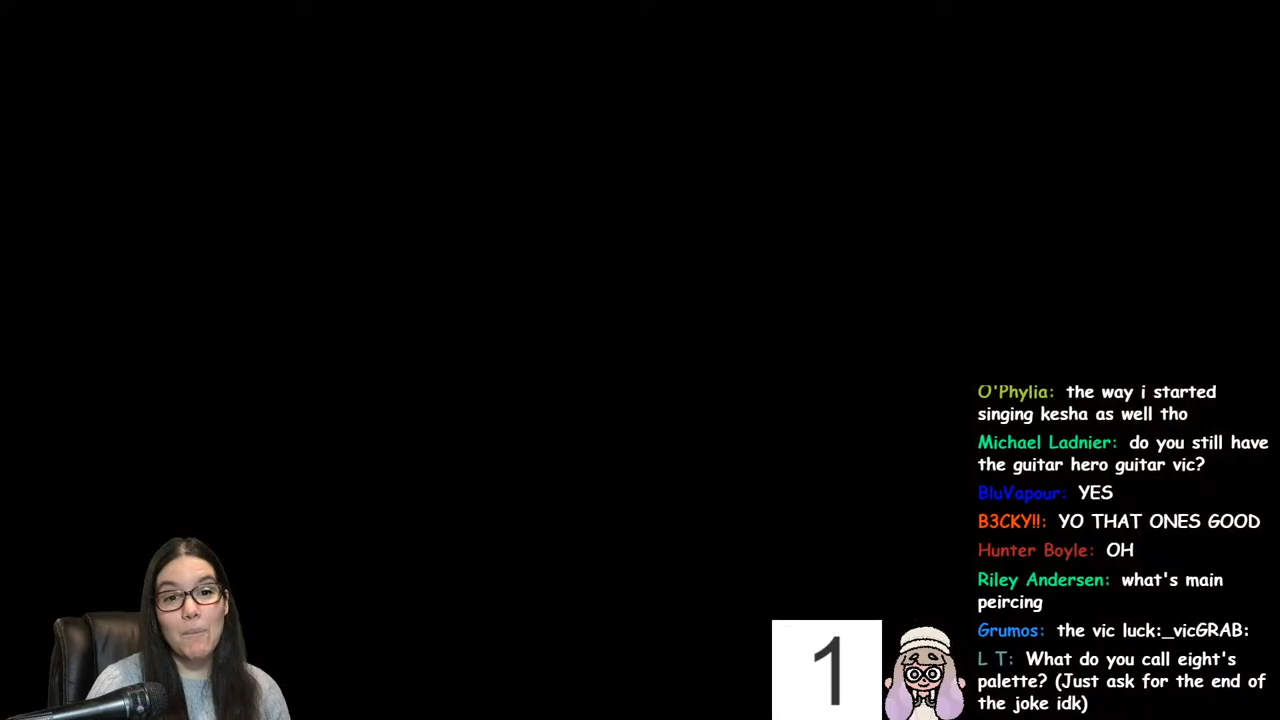 O'Phylia: the way i started
singing kesha as well tho
Michael Ladnier: do you still have
the guitar hero guitar vic?
BluVapour: YES
B3CKY!!: YO THAT ONES GOOD
Hunter Boyle: OH
Riley Andersen: what's main
peircing
Grumos: the vic luck:_vicGRAB:
L T: What do you call eight's
palette? (Just ask for the end of
the joke idk)
1